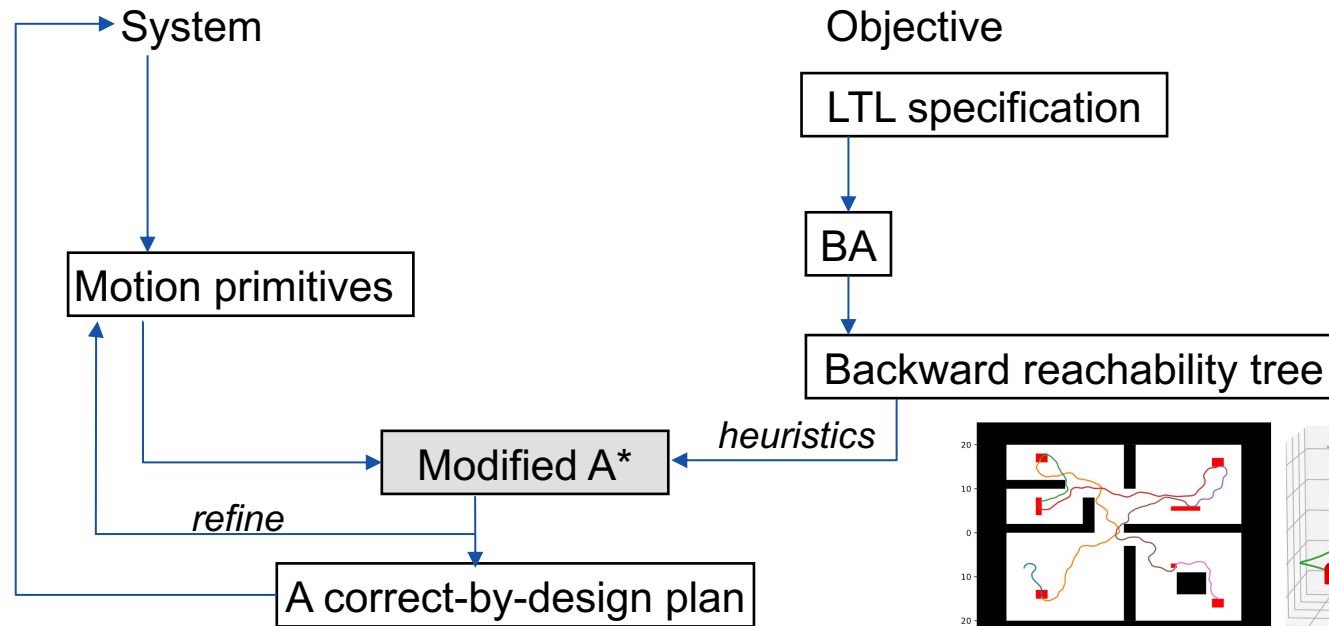 System
Objective
LTL specification
BA
Motion primitives
Backward reachability tree
heuristics
Modified A*
refine
A correct-by-design plan
20
10
0
10
20